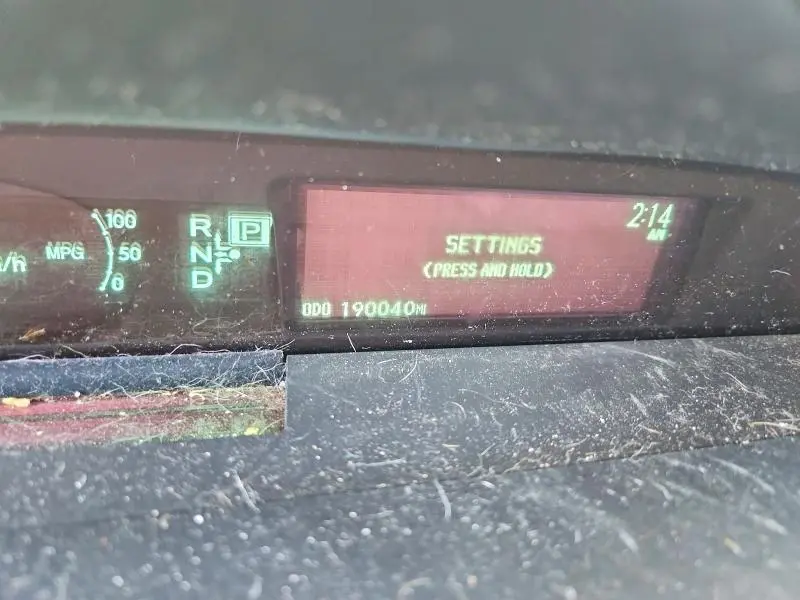 /h
MPG
100
50
0
R
P
N
D
2:14
AM
SETTINGS
(PRESS AND HOLD)
ODO 190040MI